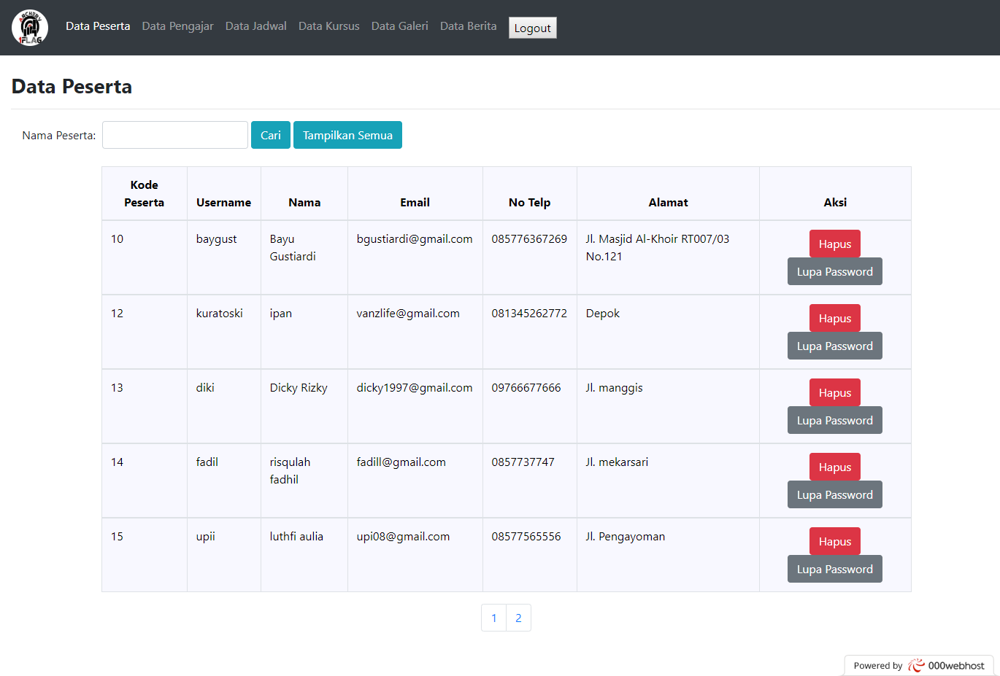 ARCHERY
1FLAG
Data Peserta Data Pengajar Data Jadwal Data Kursus Data Galeri Data Berita Logout
Data Peserta
Nama Peserta: Cari Tampilkan Semua
Kode Peserta Username Nama Email No Telp Alamat Aksi
10 baygust Bayu Gustiardi bgustiardi@gmail.com 085776367269 Jl. Masjid Al-Khoir RT007/03 No.121 Hapus
Lupa Password
12 kuratoski ipan vanzlife@gmail.com 081345262772 Depok Hapus
Lupa Password
13 diki Dicky Rizky dicky1997@gmail.com 09766677666 Jl. manggis Hapus
Lupa Password
14 fadil risqulah fadhil fadill@gmail.com 0857737747 Jl. mekarsari Hapus
Lupa Password
15 upii luthfi aulia upi08@gmail.com 08577565556 Jl. Pengayoman Hapus
Lupa Password
1 2
Powered by 000webhost